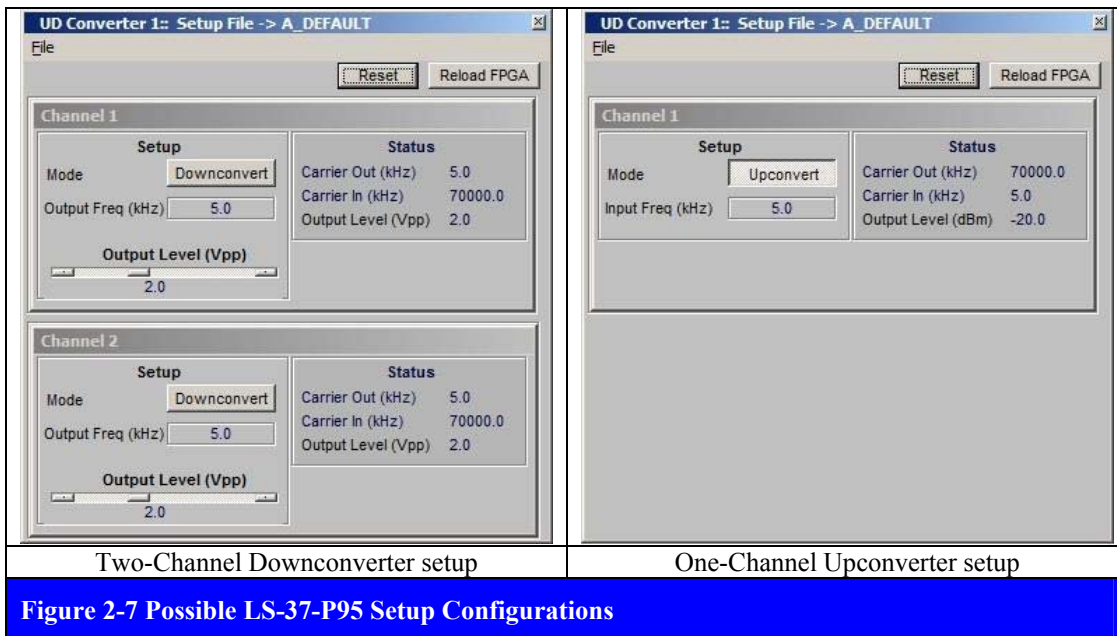 UD Converter 1:: Setup File -> A_DEFAULT
File
Reset Reload FPGA
Channel 1
Setup
Mode Downconvert
Output Freq (kHz) 5.0
Output Level (Vpp)
2.0
Status
Carrier Out (kHz) 5.0
Carrier In (kHz) 70000.0
Output Level (Vpp) 2.0
Channel 2
Setup
Mode Downconvert
Output Freq (kHz) 5.0
Output Level (Vpp)
2.0
Status
Carrier Out (kHz) 5.0
Carrier In (kHz) 70000.0
Output Level (Vpp) 2.0
Two-Channel Downconverter setup
UD Converter 1:: Setup File -> A_DEFAULT
File
Reset Reload FPGA
Channel 1
Setup
Mode Upconvert
Input Freq (kHz) 5.0
Status
Carrier Out (kHz) 70000.0
Carrier In (kHz) 5.0
Output Level (dBm) -20.0
One-Channel Upconverter setup
Figure 2-7 Possible LS-37-P95 Setup Configurations